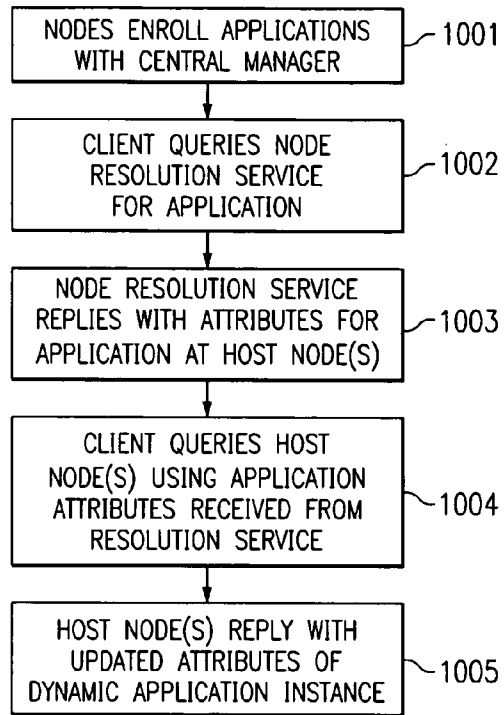 NODES ENROLL APPLICATIONS
WITH CENTRAL MANAGER
1001
CLIENT QUERIES NODE
RESOLUTION SERVICE
FOR APPLICATION
1002
NODE RESOLUTION SERVICE
REPLIES WITH ATTRIBUTES FOR
APPLICATION AT HOST NODE(S)
1003
CLIENT QUERIES HOST
NODE(S) USING APPLICATION
ATTRIBUTES RECEIVED FROM
RESOLUTION SERVICE
1004
HOST NODE(S) REPLY WITH
UPDATED ATTRIBUTES OF
DYNAMIC APPLICATION INSTANCE
1005